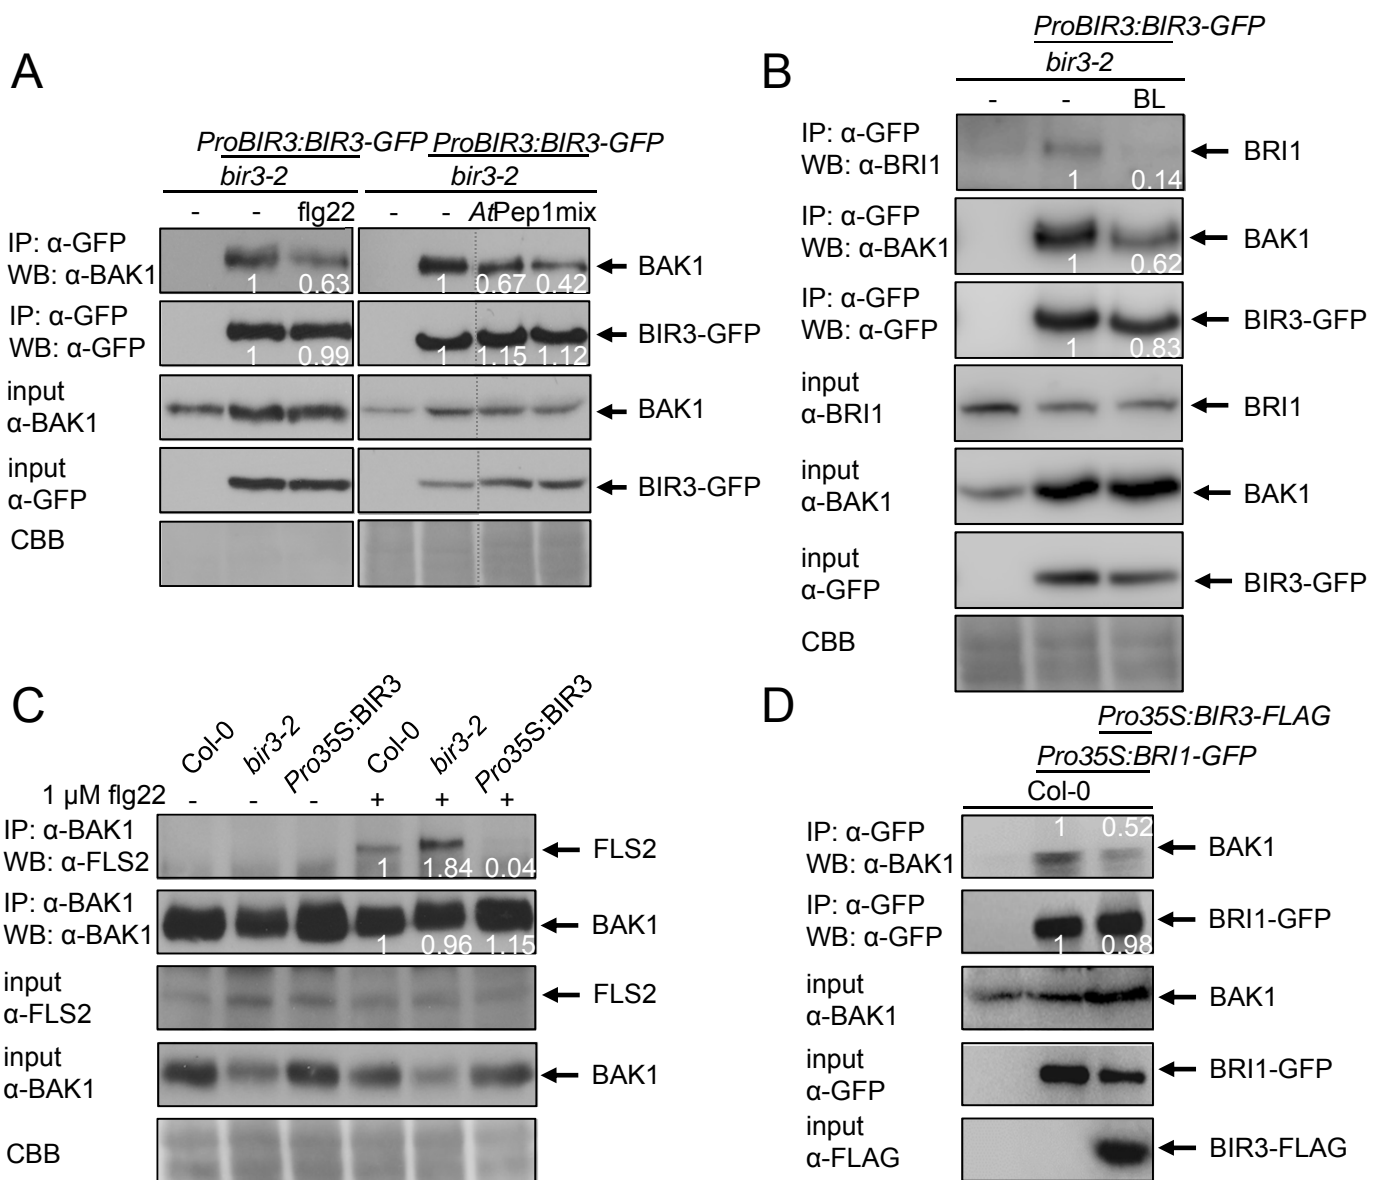 A
ProBIR3:BIR3-GFP ProBIR3:BIR3-GFP
bir3-2 bir3-2
- - flg22 - - AtPep1mix
IP: α-GFP
WB: α-BAK1
1 0.63 1 0.67 0.42
BAK1
IP: α-GFP
WB: α-GFP
1 0.99 1 1.15 1.12
BIR3-GFP
input
α-BAK1
BAK1
input
α-GFP
BIR3-GFP
CBB
B
ProBIR3:BIR3-GFP
bir3-2
- - BL
IP: α-GFP
WB: α-BRI1
1 0.14
BRI1
IP: α-GFP
WB: α-BAK1
1 0.62
BAK1
IP: α-GFP
WB: α-GFP
1 0.83
BIR3-GFP
input
α-BRI1
BRI1
input
α-BAK1
BAK1
input
α-GFP
BIR3-GFP
CBB
C
Col-0 bir3-2 Pro35S:BIR3 Col-0 bir3-2 Pro35S:BIR3
1 µM flg22 - - - + + +
IP: α-BAK1
WB: α-FLS2
1 1.84 0.04
FLS2
IP: α-BAK1
WB: α-BAK1
1 0.96 1.15
BAK1
input
α-FLS2
FLS2
input
α-BAK1
BAK1
CBB
D
Pro35S:BIR3-FLAG
Pro35S:BRI1-GFP
Col-0
IP: α-GFP
WB: α-BAK1
1 0.52
BAK1
IP: α-GFP
WB: α-GFP
1 0.98
BRI1-GFP
input
α-BAK1
BAK1
input
α-GFP
BRI1-GFP
input
α-FLAG
BIR3-FLAG